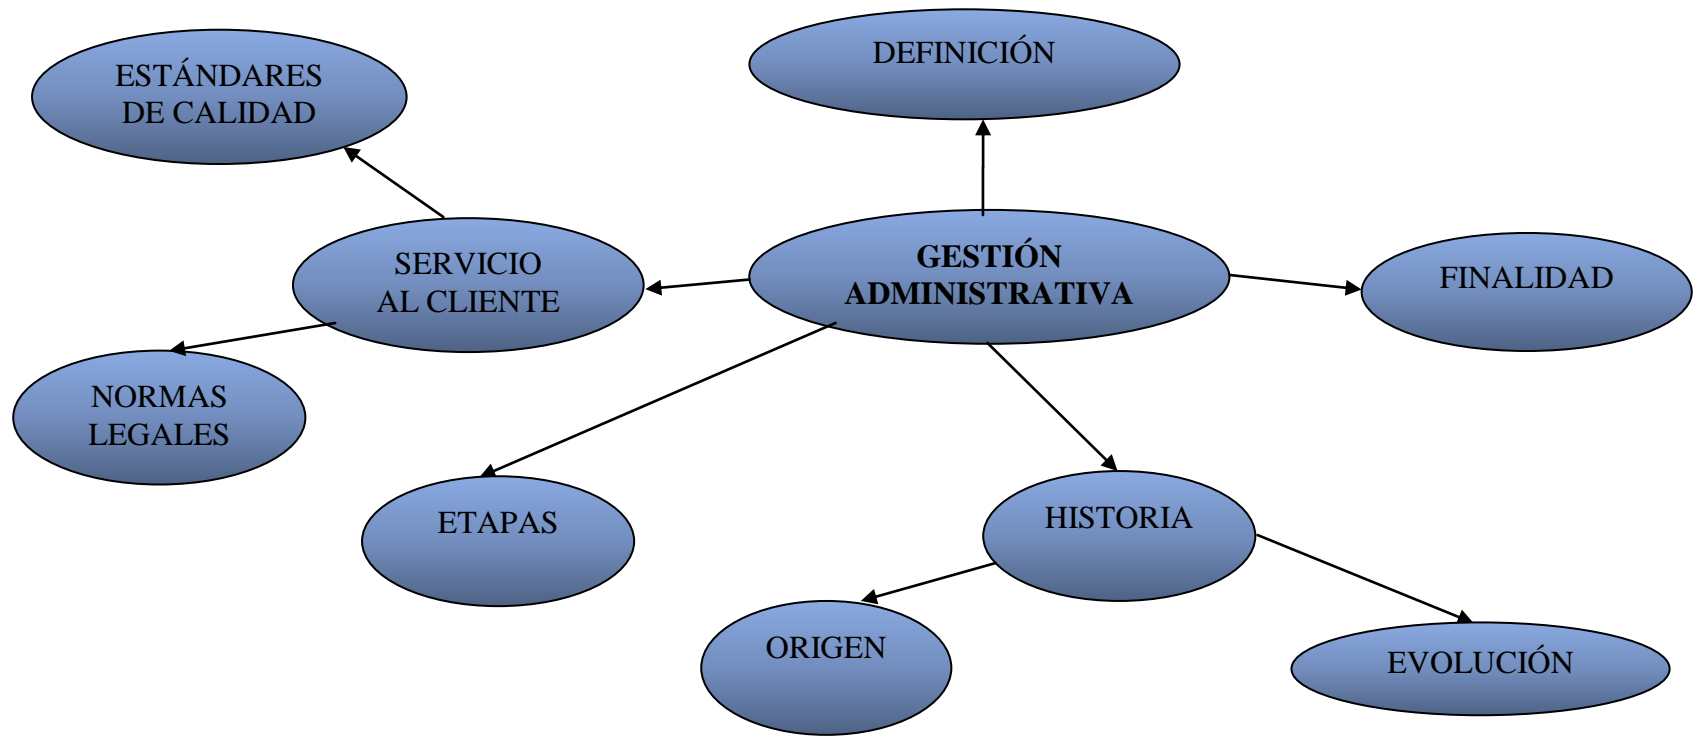 DEFINICIÓN
ESTÁNDARES
DE CALIDAD
GESTIÓN
ADMINISTRATIVA
SERVICIO
AL CLIENTE
FINALIDAD
NORMAS
LEGALES
ETAPAS
HISTORIA
ORIGEN
EVOLUCIÓN